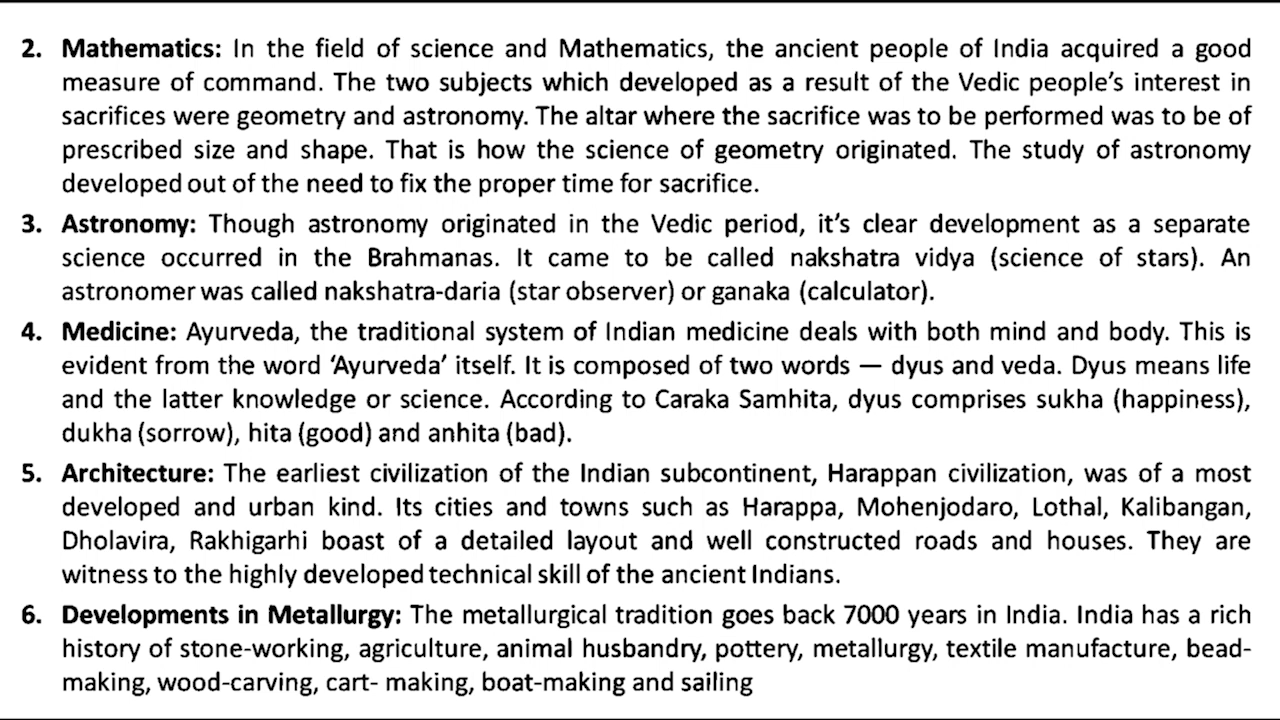 2. Mathematics: In the field of science and Mathematics, the ancient people of India acquired a good
measure of command. The two subjects which developed as a result of the Vedic people's interest in
sacrifices were geometry and astronomy. The altar where the sacrifice was to be performed was to be of
prescribed size and shape. That is how the science of geometry originated. The study of astronomy
developed out of the need to fix the proper time for sacrifice.
3. Astronomy: Though astronomy originated in the Vedic period, it's clear development as a separate
science occurred in the Brahmanas. It came to be called nakshatra vidya (science of stars). An
astronomer was called nakshatra-daria (star observer) or ganaka (calculator).
4. Medicine: Ayurveda, the traditional system of Indian medicine deals with both mind and body. This is
evident from the word ‘Ayurveda’ itself. It is composed of two words — dyus and veda. Dyus means life
and the latter knowledge or science. According to Caraka Samhita, dyus comprises sukha (happiness),
dukha (sorrow), hita (good) and anhita (bad).
5. Architecture: The earliest civilization of the Indian subcontinent, Harappan civilization, was of a most
developed and urban kind. Its cities and towns such as Harappa, Mohenjodaro, Lothal, Kalibangan,
Dholavira, Rakhigarhi boast of a detailed layout and well constructed roads and houses. They are
witness to the highly developed technical skill of the ancient Indians.
6. Developments in Metallurgy: The metallurgical tradition goes back 7000 years in India. India has a rich
history of stone-working, agriculture, animal husbandry, pottery, metallurgy, textile manufacture, bead-
making, wood-carving, cart- making, boat-making and sailing